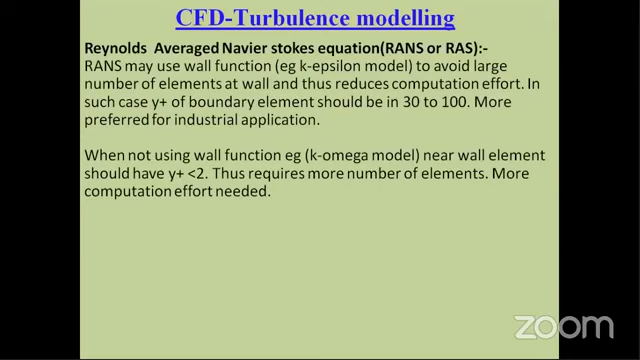 CFD-Turbulence modelling
Reynolds Averaged Navier stokes equation(RANS or RAS):-
RANS may use wall function (eg k-epsilon model) to avoid large
number of elements at wall and thus reduces computation effort. In
such case y+ of boundary element should be in 30 to 100. More
preferred for industrial application.
When not using wall function eg (k-omega model) near wall element
should have y+ <2. Thus requires more number of elements. More
computation effort needed.
zoom